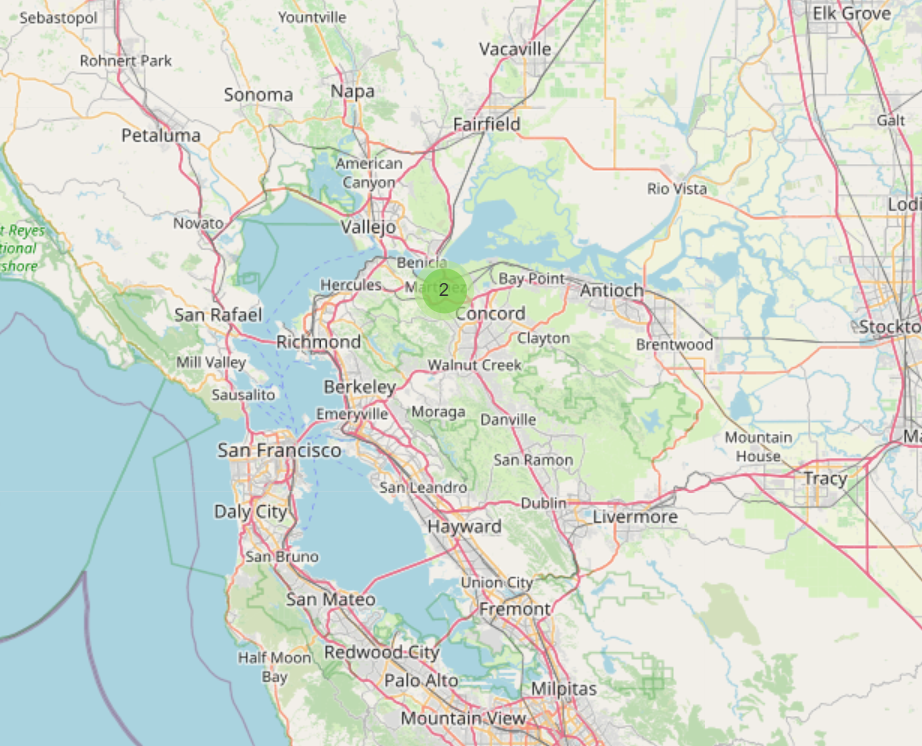 Sebastopol
Yountville
Elk Grove
Rohnert Park
Vacaville
Sonoma
Napa
Galt
Petaluma
Fairfield
American
Canyon
Rio Vista
Novato
Vallejo
Lodi
t Reyes
tional
shore
Benicia
Hercules
2
Bay Point
Antioch
San Rafael
Concord
Stockto
Richmond
Clayton
Brentwood
Mill Valley
Walnut Creek
Sausalito
Berkeley
Emeryville
Moraga
Danville
San Francisco
Mountain
House
Ma
San Ramon
Tracy
San Leandro
Daly City
Dublin
Livermore
Hayward
San Bruno
Union City
San Mateo
Fremont
Half Moon
Bay
Redwood City
Palo Alto
Milpitas
Mountain View